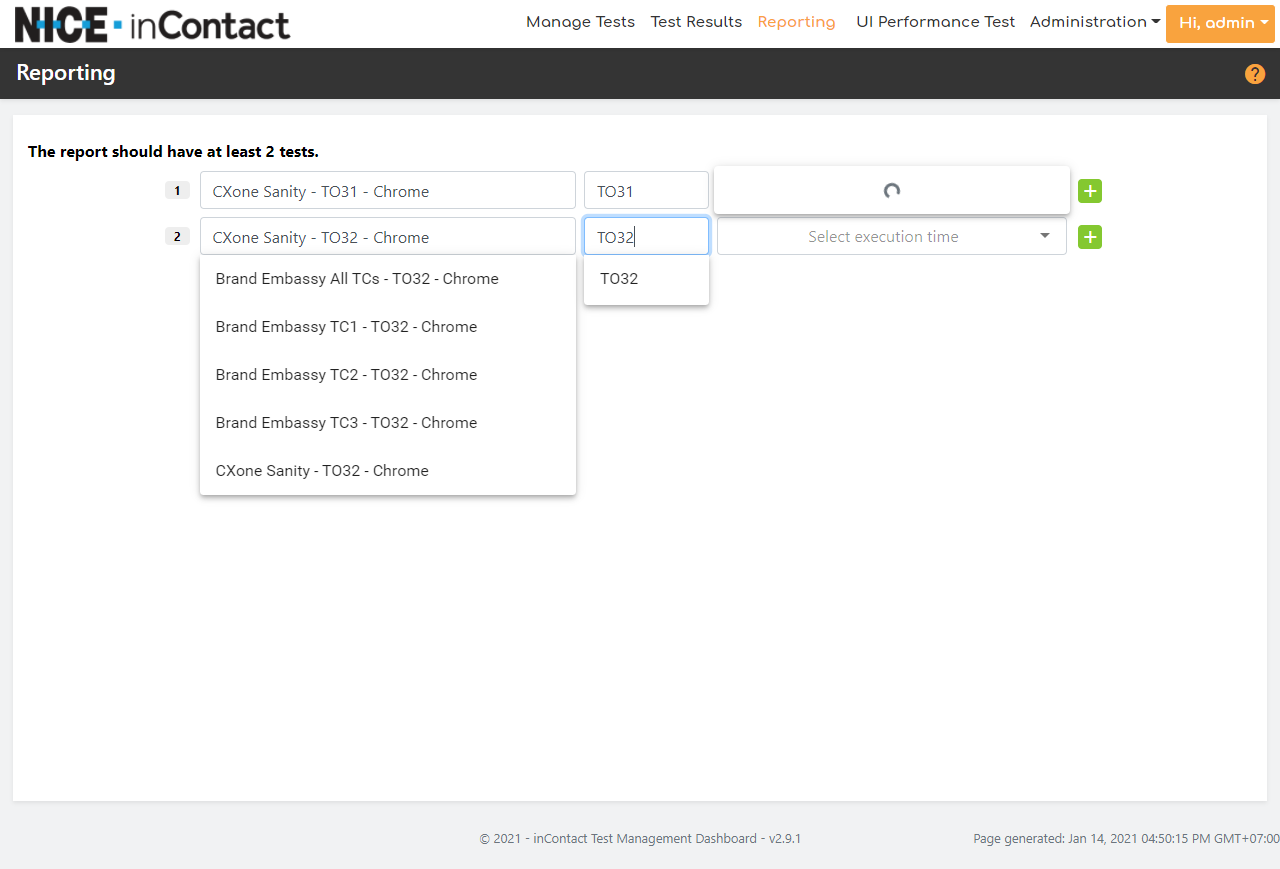 NICE inContact
Manage Tests Test Results Reporting UI Performance Test Administration Hi, admin
Reporting
?
The report should have at least 2 tests.
1 CXone Sanity - TO31 - Chrome TO31
2 CXone Sanity - TO32 - Chrome TO32 Select execution time
Brand Embassy All TCs - TO32 - Chrome TO32
Brand Embassy TC1 - TO32 - Chrome
Brand Embassy TC2 - TO32 - Chrome
Brand Embassy TC3 - TO32 - Chrome
CXone Sanity - TO32 - Chrome
© 2021 - inContact Test Management Dashboard - v2.9.1 Page generated: Jan 14, 2021 04:50:15 PM GMT+07:00